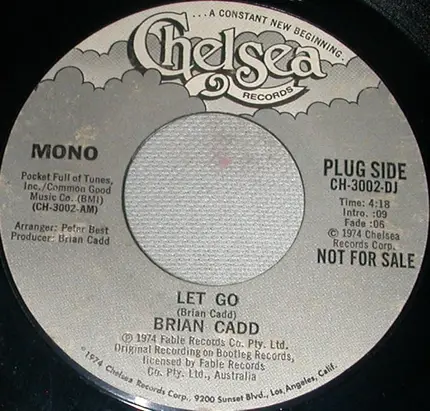 ...A CONSTANT NEW BEGINNING.
Chelsea
RECORDS
MONO
Pocket Full of Tunes,
Inc./Common Good
Music Co. (BMI)
(CH-3002-AM)
Arranger: Peter Best
Producer: Brian Cadd
PLUG SIDE
CH-3002-DJ
Time: 4:18
Intro. :09
Fade :06
© 1974 Chelsea
Records Corp.
NOT FOR SALE
LET GO
(Brian Cadd)
BRIAN CADD
℗ 1974 Fable Records Co. Pty. Ltd.
Original Recording on Bootleg Records,
licensed by Fable Records
Co. Pty. Ltd., Australia
©1974 Chelsea Records Corp., 9200 Sunset Blvd., Los Angeles, Calif.